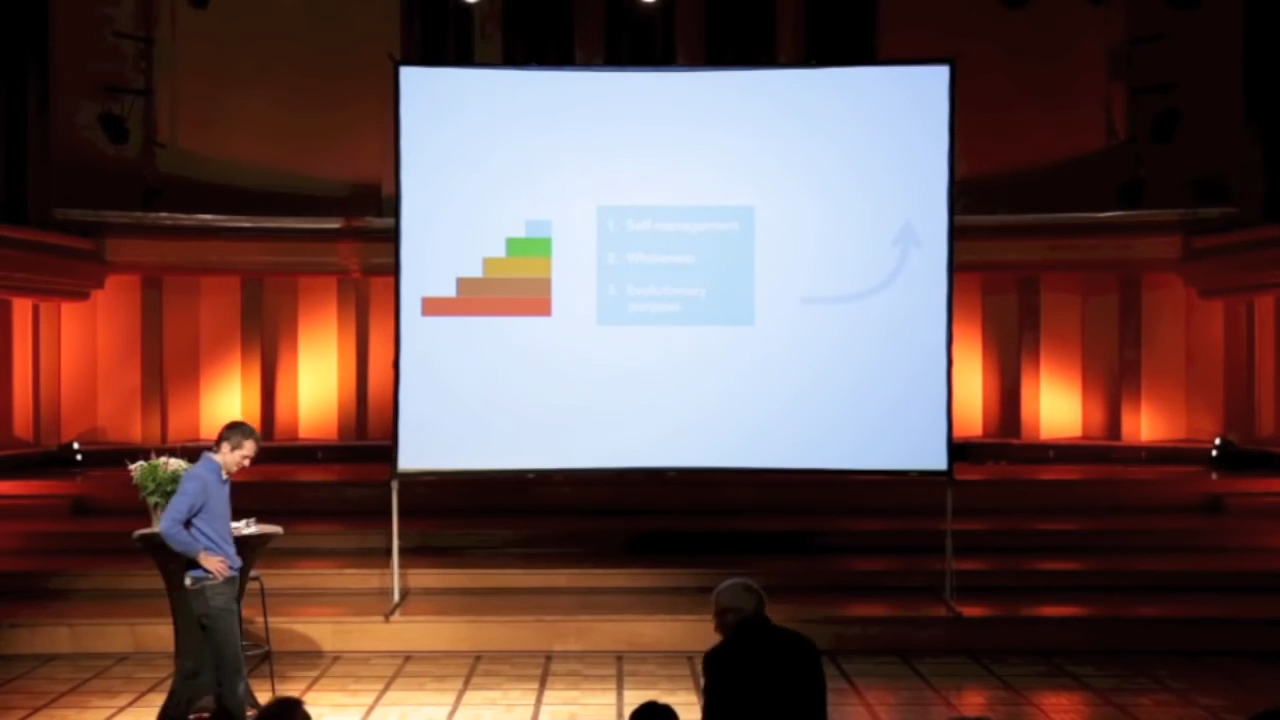 1. Self-management
2. Wholeness
3. Evolutionary
purpose